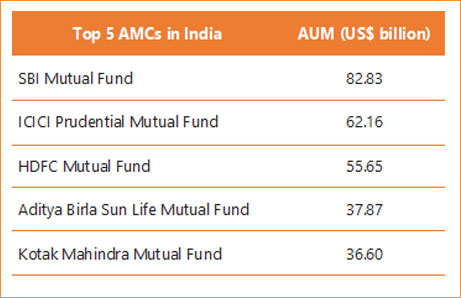 Top 5 AMCs in India AUM (US$ billion)
SBI Mutual Fund 82.83
ICICI Prudential Mutual Fund 62.16
HDFC Mutual Fund 55.65
Aditya Birla Sun Life Mutual Fund 37.87
Kotak Mahindra Mutual Fund 36.60